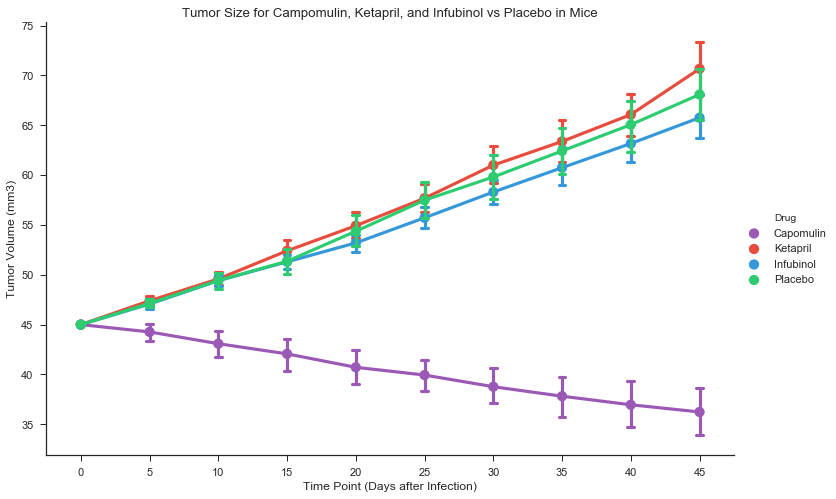 Tumor Size for Campomulin, Ketapril, and Infubinol vs Placebo in Mice
Tumor Volume (mm3)
75
70
65
60
55
50
45
40
35
0 5 10 15 20 25 30 35 40 45
Time Point (Days after Infection)
Drug
Capomulin
Ketapril
Infubinol
Placebo